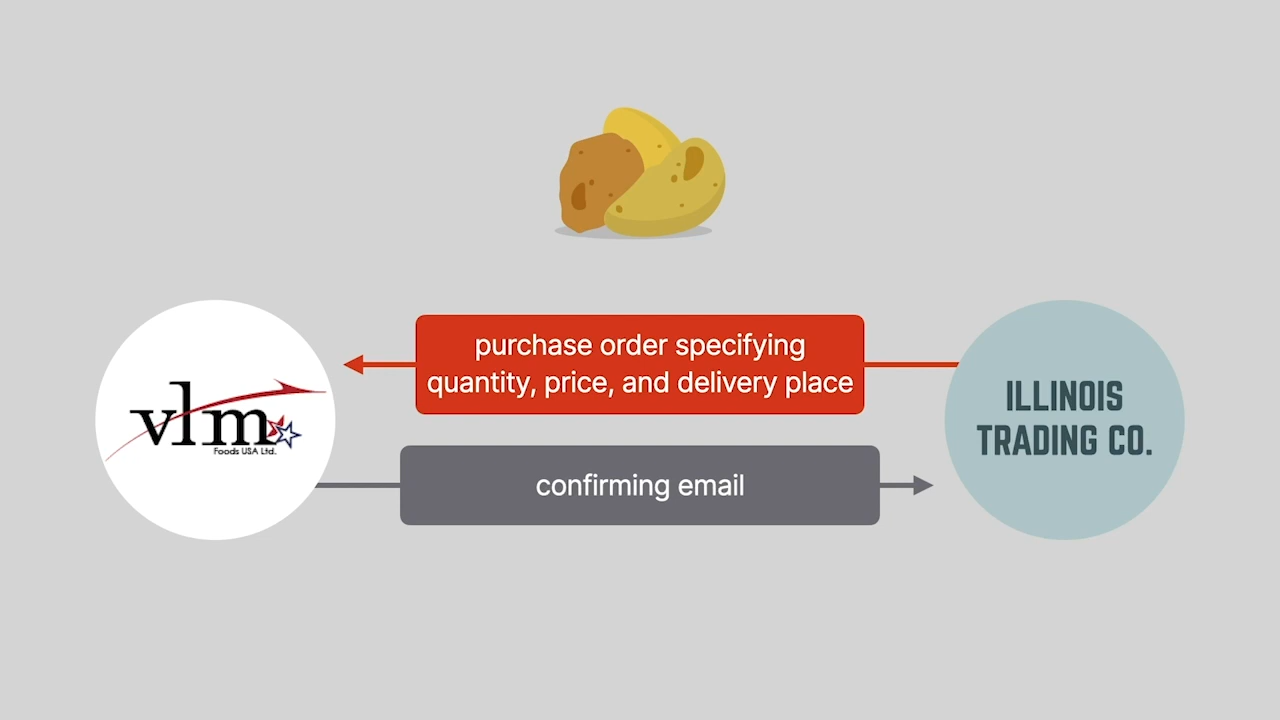 purchase order specifying
quantity, price, and delivery place
vlm
Foods USA Ltd.
ILLINOIS
TRADING CO.
confirming email